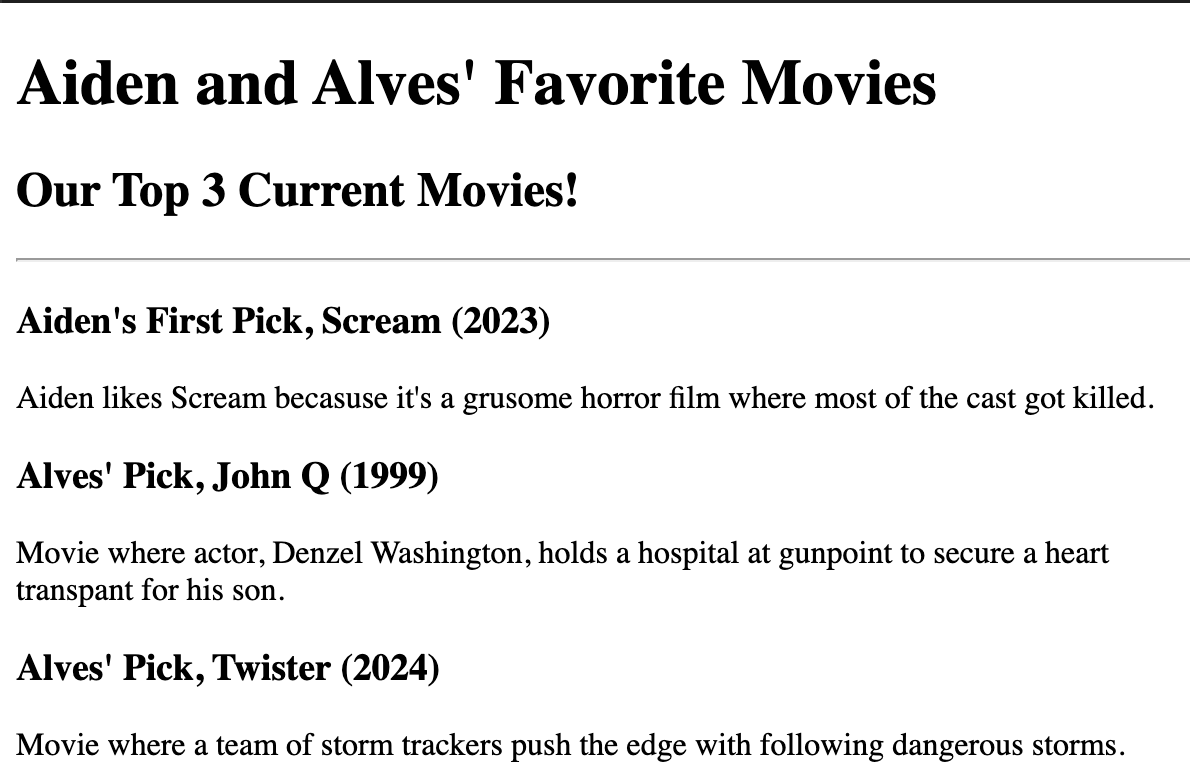 Aiden and Alves' Favorite Movies
Our Top 3 Current Movies!
Aiden's First Pick, Scream (2023)
Aiden likes Scream becasuse it's a grusome horror film where most of the cast got killed.
Alves' Pick, John Q (1999)
Movie where actor, Denzel Washington, holds a hospital at gunpoint to secure a heart
transpant for his son.
Alves' Pick, Twister (2024)
Movie where a team of storm trackers push the edge with following dangerous storms.